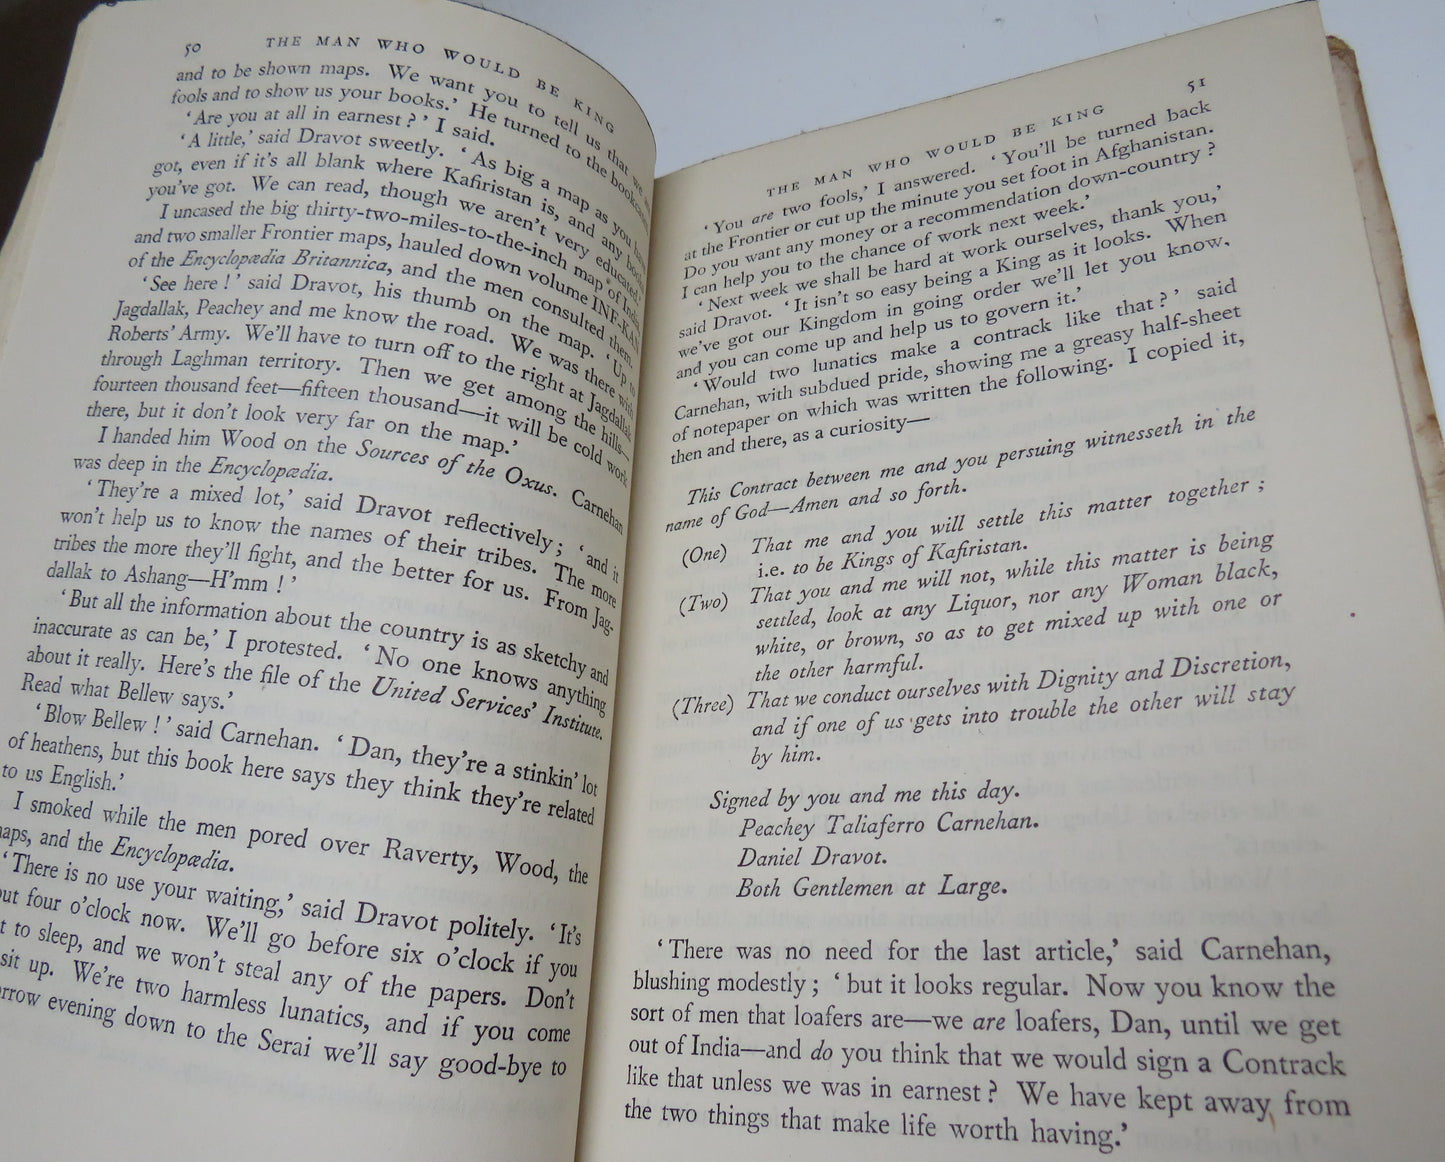 50 THE MAN WHO WOULD BE KING
and to be shown maps. We want you to tell us that we are
fools and to show us your books.' He turned to the bookcases.
'Are you at all in earnest?' I said.
'A little,' said Dravot sweetly. 'As big a map as you have
got, even if it's all blank where Kafiristan is, and any books
you've got. We can read, though we aren't very educated.'
I uncased the big thirty-two-miles-to-the-inch map of India,
and two smaller Frontier maps, hauled down volume INF-KAN
of the Encyclopædia Britannica, and the men consulted them.
'See here!' said Dravot, his thumb on the map. 'Up to
Jagdallak, Peachey and me know the road. We was there with
Roberts' Army. We'll have to turn off to the right at Jagdallak
through Laghman territory. Then we get among the hills—
fourteen thousand feet—fifteen thousand—it will be cold work
there, but it don't look very far on the map.'
I handed him Wood on the Sources of the Oxus. Carnehan
was deep in the Encyclopædia.
'They're a mixed lot,' said Dravot reflectively; 'and it
won't help us to know the names of their tribes. The more
tribes the more they'll fight, and the better for us. From Jag-
dallak to Ashang—H'mm!'
'But all the information about the country is as sketchy and
inaccurate as can be,' I protested. 'No one knows anything
about it really. Here's the file of the United Services' Institute.
Read what Bellew says.'
'Blow Bellew!' said Carnehan. 'Dan, they're a stinkin' lot
of heathens, but this book here says they think they're related
to us English.'
I smoked while the men pored over Raverty, Wood, the
maps, and the Encyclopædia.
'There is no use your waiting,' said Dravot politely. 'It's
out four o'clock now. We'll go before six o'clock if you
t to sleep, and we won't steal any of the papers. Don't
sit up. We're two harmless lunatics, and if you come
rrow evening down to the Serai we'll say good-bye to
THE MAN WHO WOULD BE KING 51
'You are two fools,' I answered. 'You'll be turned back
at the Frontier or cut up the minute you set foot in Afghanistan.
Do you want any money or a recommendation down-country?
I can help you to the chance of work next week.'
'Next week we shall be hard at work ourselves, thank you,'
said Dravot. 'It isn't so easy being a King as it looks. When
we've got our Kingdom in going order we'll let you know,
and you can come up and help us to govern it.'
'Would two lunatics make a contrack like that?' said
Carnehan, with subdued pride, showing me a greasy half-sheet
of notepaper on which was written the following. I copied it,
then and there, as a curiosity—
This Contract between me and you persuing witnesseth in the
name of God—Amen and so forth.
(One) That me and you will settle this matter together;
i.e. to be Kings of Kafiristan.
(Two) That you and me will not, while this matter is being
settled, look at any Liquor, nor any Woman black,
white, or brown, so as to get mixed up with one or
the other harmful.
(Three) That we conduct ourselves with Dignity and Discretion,
and if one of us gets into trouble the other will stay
by him.
Signed by you and me this day.
Peachey Taliaferro Carnehan.
Daniel Dravot.
Both Gentlemen at Large.
'There was no need for the last article,' said Carnehan,
blushing modestly; 'but it looks regular. Now you know the
sort of men that loafers are—we are loafers, Dan, until we get
out of India—and do you think that we would sign a Contrack
like that unless we was in earnest? We have kept away from
the two things that make life worth having.'